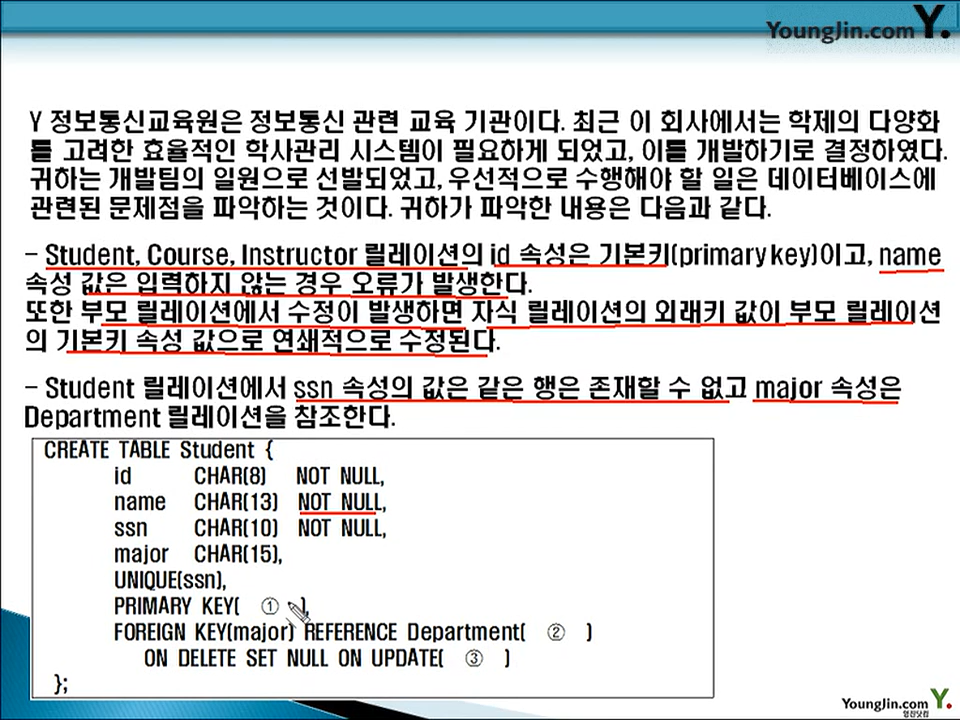 YoungJin.com Y.
Y 정보통신교육원은 정보통신 관련 교육 기관이다. 최근 이 회사에서는 학제의 다양화
를 고려한 효율적인 학사관리 시스템이 필요하게 되었고, 이를 개발하기로 결정하였다.
귀하는 개발팀의 일원으로 선발되었고, 우선적으로 수행해야 할 일은 데이터베이스에
관련된 문제점을 파악하는 것이다. 귀하가 파악한 내용은 다음과 같다.
– Student, Course, Instructor 릴레이션의 id 속성은 기본키(primary key)이고, name
속성 값은 입력하지 않는 경우 오류가 발생한다.
또한 부모 릴레이션에서 수정이 발생하면 자식 릴레이션의 외래키 값이 부모 릴레이션
의 기본키 속성 값으로 연쇄적으로 수정된다.
– Student 릴레이션에서 ssn 속성의 값은 같은 행은 존재할 수 없고 major 속성은
Department 릴레이션을 참조한다.
CREATE TABLE Student {
id CHAR(8) NOT NULL,
name CHAR(13) NOT NULL,
ssn CHAR(10) NOT NULL,
major CHAR(15),
UNIQUE(ssn),
PRIMARY KEY( ① ),
FOREIGN KEY(major) REFERENCE Department( ② )
ON DELETE SET NULL ON UPDATE( ③ )
};
YoungJin.com Y.
영진닷컴